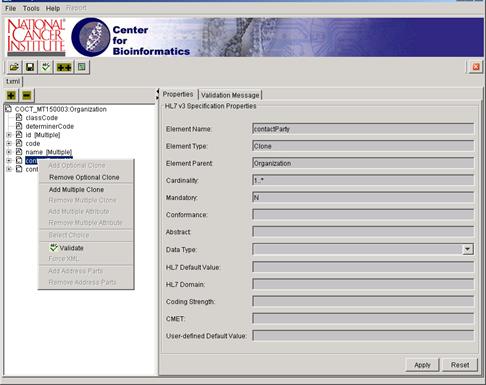 File Tools Help Report
NATIONAL
CANCER
INSTITUTE
Center
for
Bioinformatics
t.xml
Properties Validation Message
COCT_MT150003:Organization
classCode
determinerCode
id [Multiple]
code
name [Multiple]
Add Optional Clone
Remove Optional Clone
Add Multiple Clone
Remove Multiple Clone
Add Multiple Attribute
Remove Multiple Attribute
Select Choice
Validate
Force XML
Add Address Parts
Remove Address Parts
HL7 v3 Specification Properties
Element Name: contactParty
Element Type: Clone
Element Parent: Organization
Cardinality: 1..*
Mandatory: N
Conformance:
Abstract:
Data Type:
HL7 Default Value:
HL7 Domain:
Coding Strength:
CMET:
User-defined Default Value:
Apply Reset